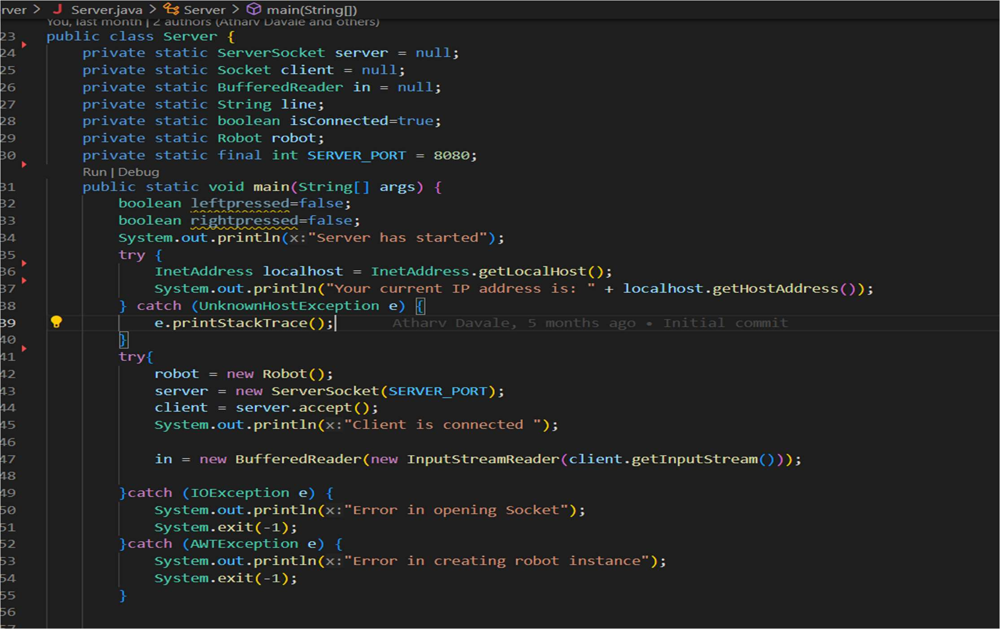 rver > J Server.java > Server > main(String[])
You, last month | 2 authors (Atharv Davale and others)
23 public class Server {
24 private static ServerSocket server = null;
25 private static Socket client = null;
26 private static BufferedReader in = null;
27 private static String line;
28 private static boolean isConnected=true;
29 private static Robot robot;
30 private static final int SERVER_PORT = 8080;
Run | Debug
31 public static void main(String[] args) {
32 boolean leftpressed=false;
33 boolean rightpressed=false;
34 System.out.println(x:"Server has started");
35 try {
36 InetAddress localhost = InetAddress.getLocalHost();
37 System.out.println("Your current IP address is: " + localhost.getHostAddress());
38 } catch (UnknownHostException e) {
39 e.printStackTrace(); Atharv Davale, 5 months ago • Initial commit
40 }
41 try{
42 robot = new Robot();
43 server = new ServerSocket(SERVER_PORT);
44 client = server.accept();
45 System.out.println(x:"Client is connected ");
46
47 in = new BufferedReader(new InputStreamReader(client.getInputStream()));
48
49 }catch (IOException e) {
50 System.out.println(x:"Error in opening Socket");
51 System.exit(-1);
52 }catch (AWTException e) {
53 System.out.println(x:"Error in creating robot instance");
54 System.exit(-1);
55 }
56
57